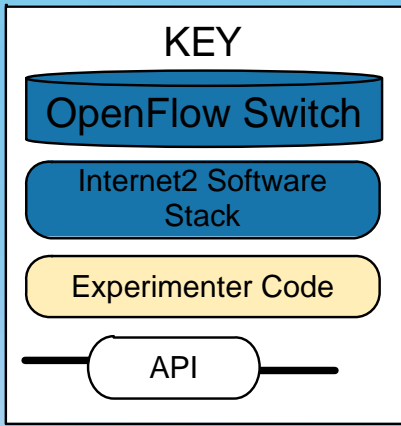 KEY
OpenFlow Switch
Internet2 Software
Stack
Experimenter Code
API